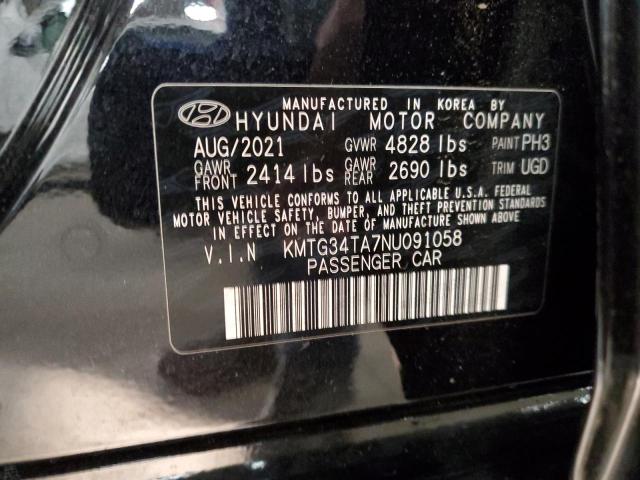 MANUFACTURED IN KOREA BY
HYUNDAI MOTOR COMPANY
AUG/2021 GVWR 4828 lbs PAINT PH3
GAWR FRONT 2414 lbs GAWR REAR 2690 lbs TRIM UGD
THIS VEHICLE CONFORMS TO ALL APPLICABLE U.S.A. FEDERAL
MOTOR VEHICLE SAFETY, BUMPER, AND THEFT PREVENTION STANDARDS
IN EFFECT ON THE DATE OF MANUFACTURE SHOWN ABOVE.
V.I.N KMTG34TA7NU091058
PASSENGER CAR